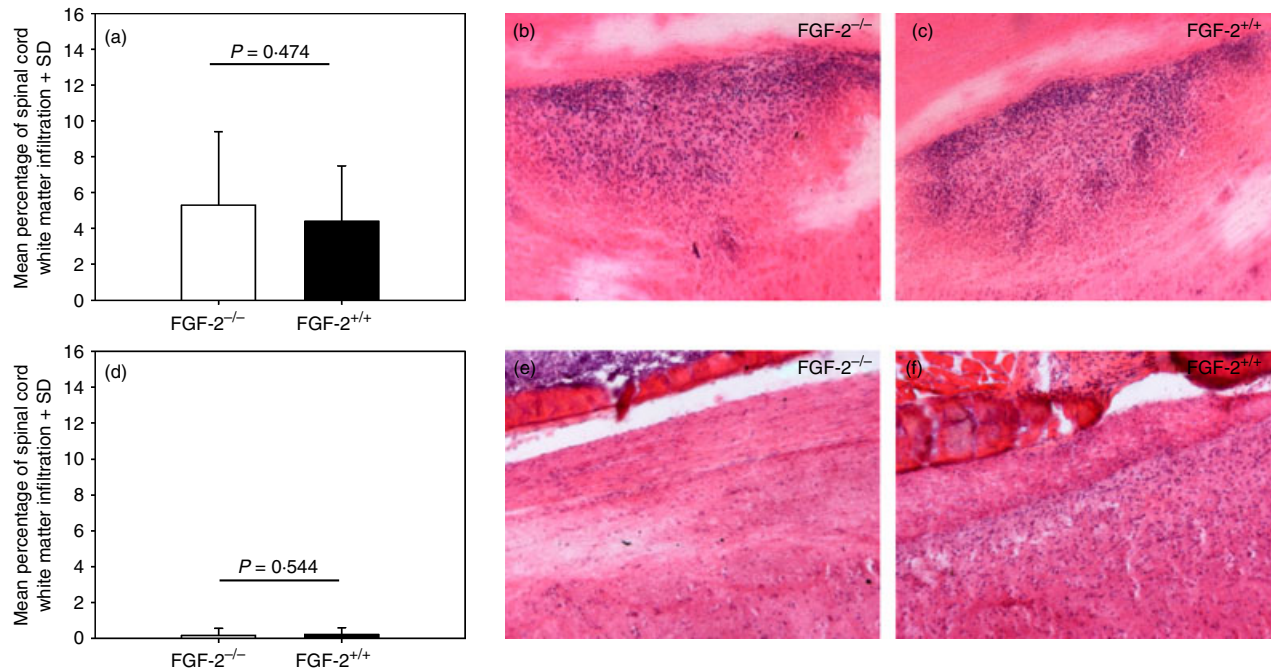 (a)
16
14
12
10
8
6
4
2
0
Mean percentage of spinal cord
white matter infiltration + SD
P = 0·474
FGF-2−/− FGF-2+/+
(b) FGF-2−/−
(c) FGF-2+/+
(d)
16
14
12
10
8
6
4
2
0
Mean percentage of spinal cord
white matter infiltration + SD
P = 0·544
FGF-2−/− FGF-2+/+
(e) FGF-2−/−
(f) FGF-2+/+